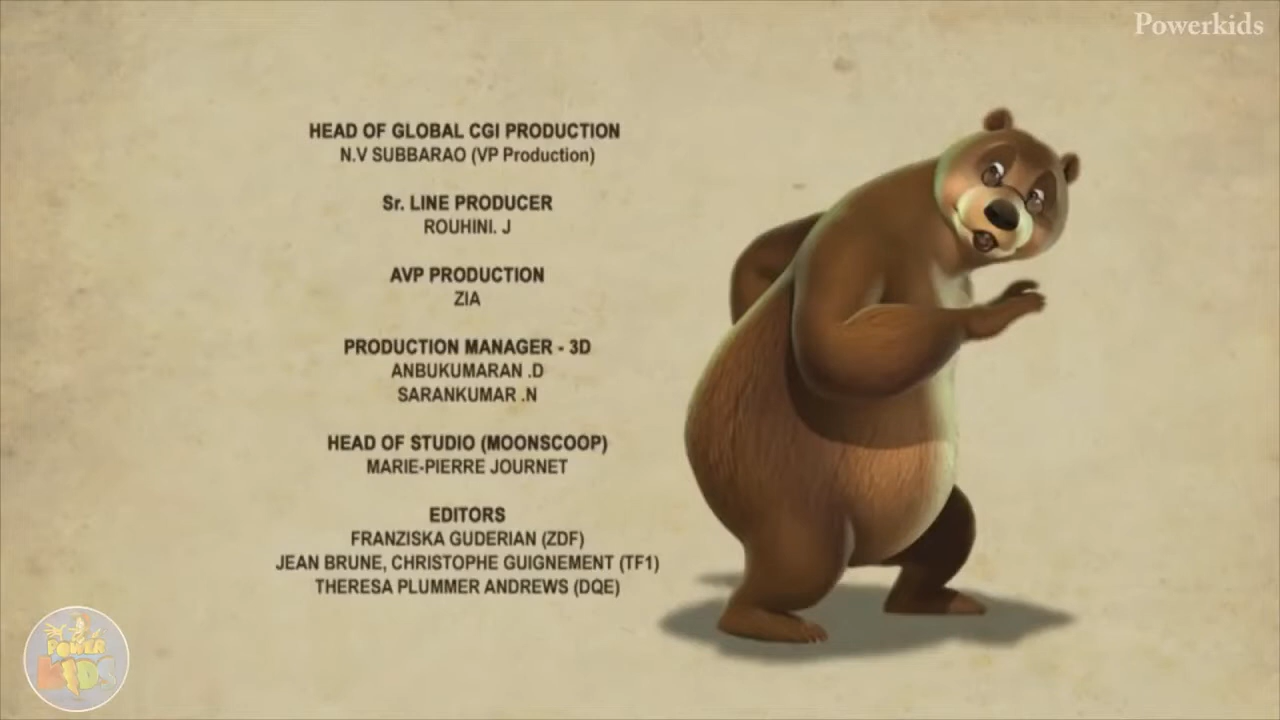 Powerkids
HEAD OF GLOBAL CGI PRODUCTION
N.V SUBBARAO (VP Production)
Sr. LINE PRODUCER
ROUHINI. J
AVP PRODUCTION
ZIA
PRODUCTION MANAGER - 3D
ANBUKUMARAN .D
SARANKUMAR .N
HEAD OF STUDIO (MOONSCOOP)
MARIE-PIERRE JOURNET
EDITORS
FRANZISKA GUDERIAN (ZDF)
JEAN BRUNE, CHRISTOPHE GUIGNEMENT (TF1)
THERESA PLUMMER ANDREWS (DQE)
POWER
KIDS